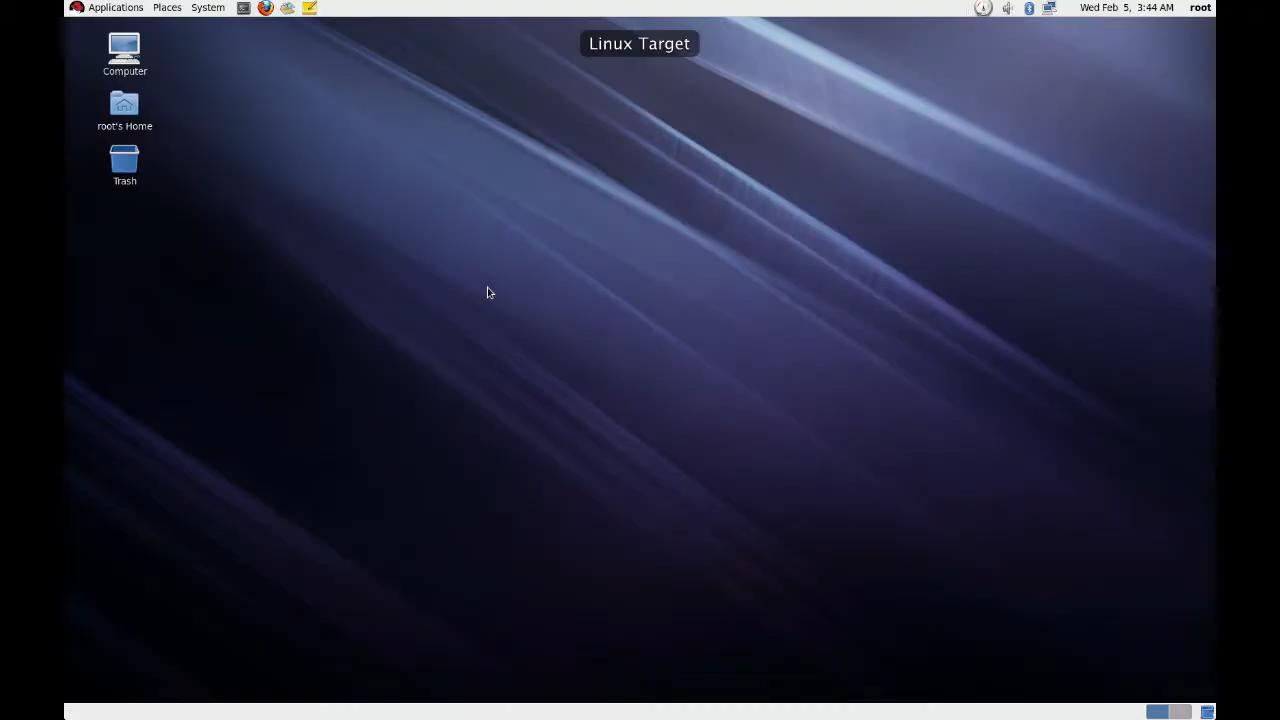 Applications Places System Wed Feb 5, 3:44 AM root
Linux Target
Computer
root's Home
Trash